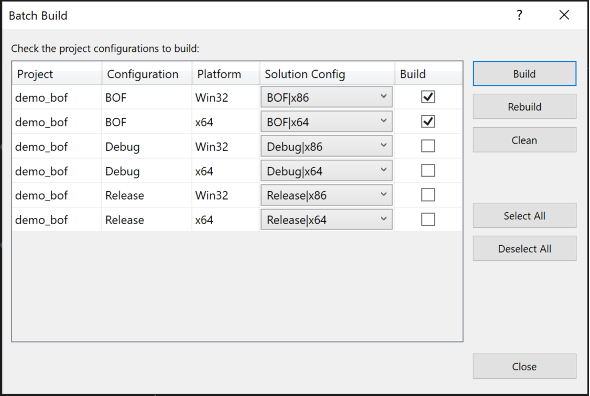 Batch Build ?
Check the project configurations to build:
Project Configuration Platform Solution Config Build
demo_bof BOF Win32 BOF|x86
demo_bof BOF x64 BOF|x64
demo_bof Debug Win32 Debug|x86
demo_bof Debug x64 Debug|x64
demo_bof Release Win32 Release|x86
demo_bof Release x64 Release|x64
Build
Rebuild
Clean
Select All
Deselect All
Close